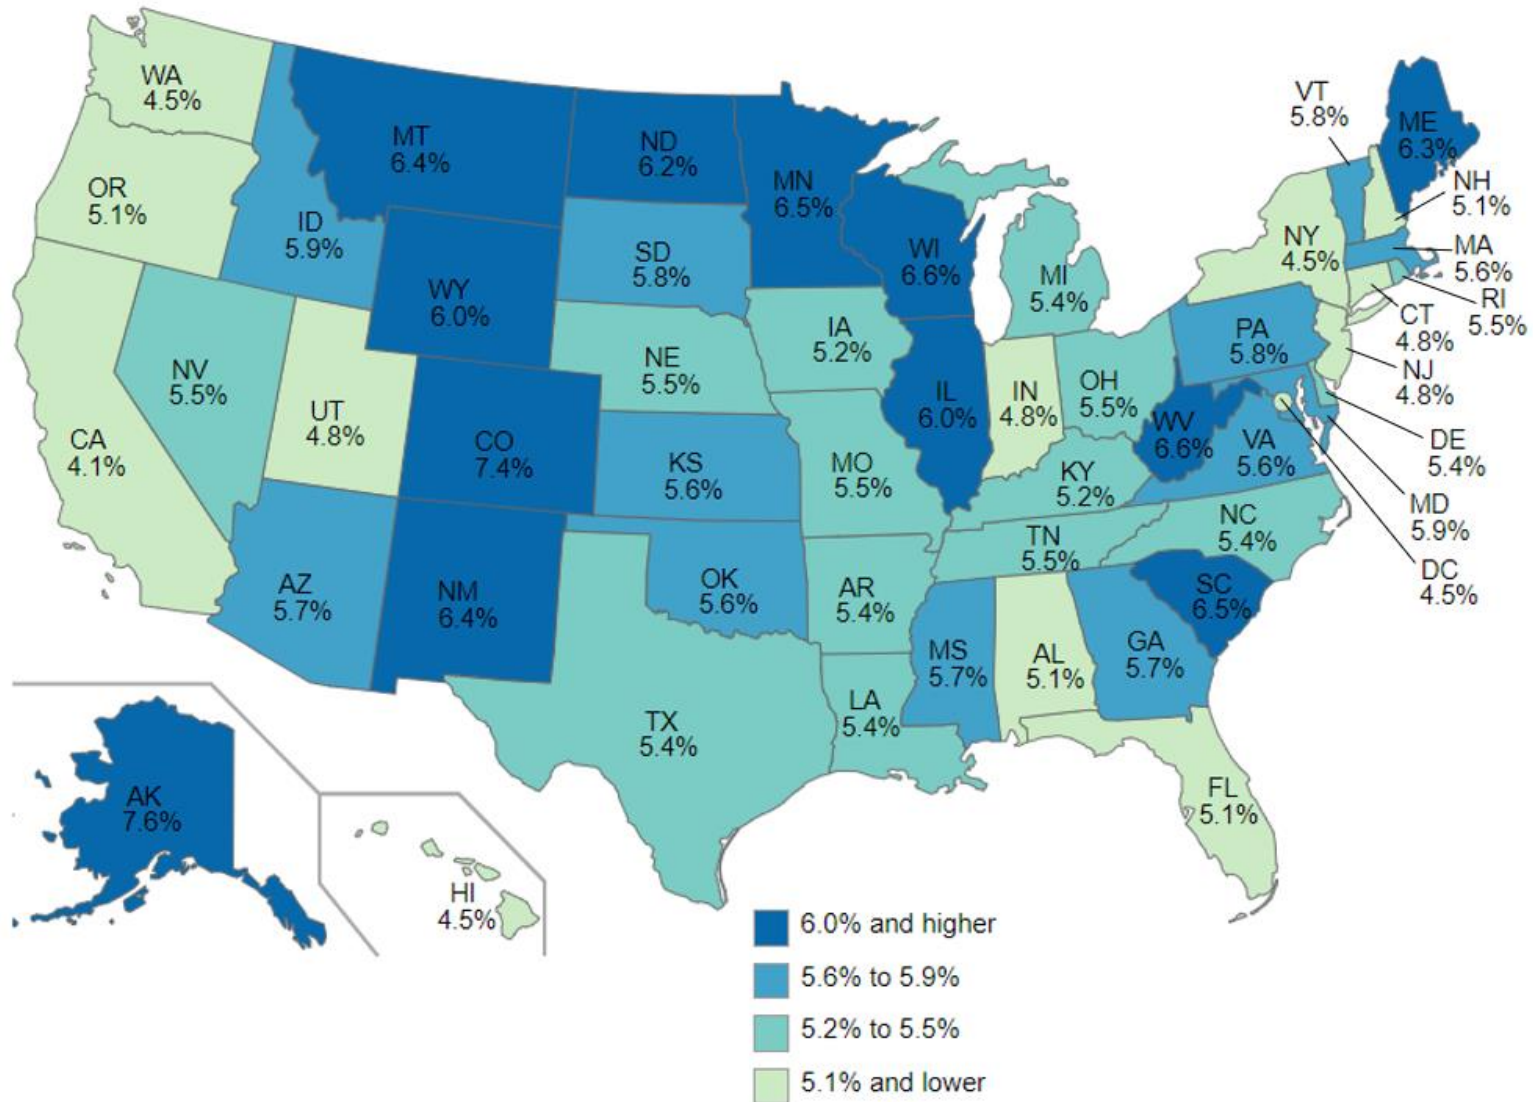 WA
4.5%
OR
5.1%
CA
4.1%
NV
5.5%
ID
5.9%
MT
6.4%
WY
6.0%
UT
4.8%
CO
7.4%
AZ
5.7%
NM
6.4%
ND
6.2%
SD
5.8%
NE
5.5%
KS
5.6%
OK
5.6%
TX
5.4%
MN
6.5%
IA
5.2%
MO
5.5%
AR
5.4%
LA
5.4%
WI
6.6%
IL
6.0%
MI
5.4%
IN
4.8%
OH
5.5%
KY
5.2%
TN
5.5%
MS
5.7%
AL
5.1%
GA
5.7%
FL
5.1%
SC
6.5%
NC
5.4%
VA
5.6%
WV
6.6%
PA
5.8%
NY
4.5%
VT
5.8%
ME
6.3%
NH
5.1%
MA
5.6%
RI
5.5%
CT
4.8%
NJ
4.8%
DE
5.4%
MD
5.9%
DC
4.5%
AK
7.6%
HI
4.5%
6.0% and higher
5.6% to 5.9%
5.2% to 5.5%
5.1% and lower